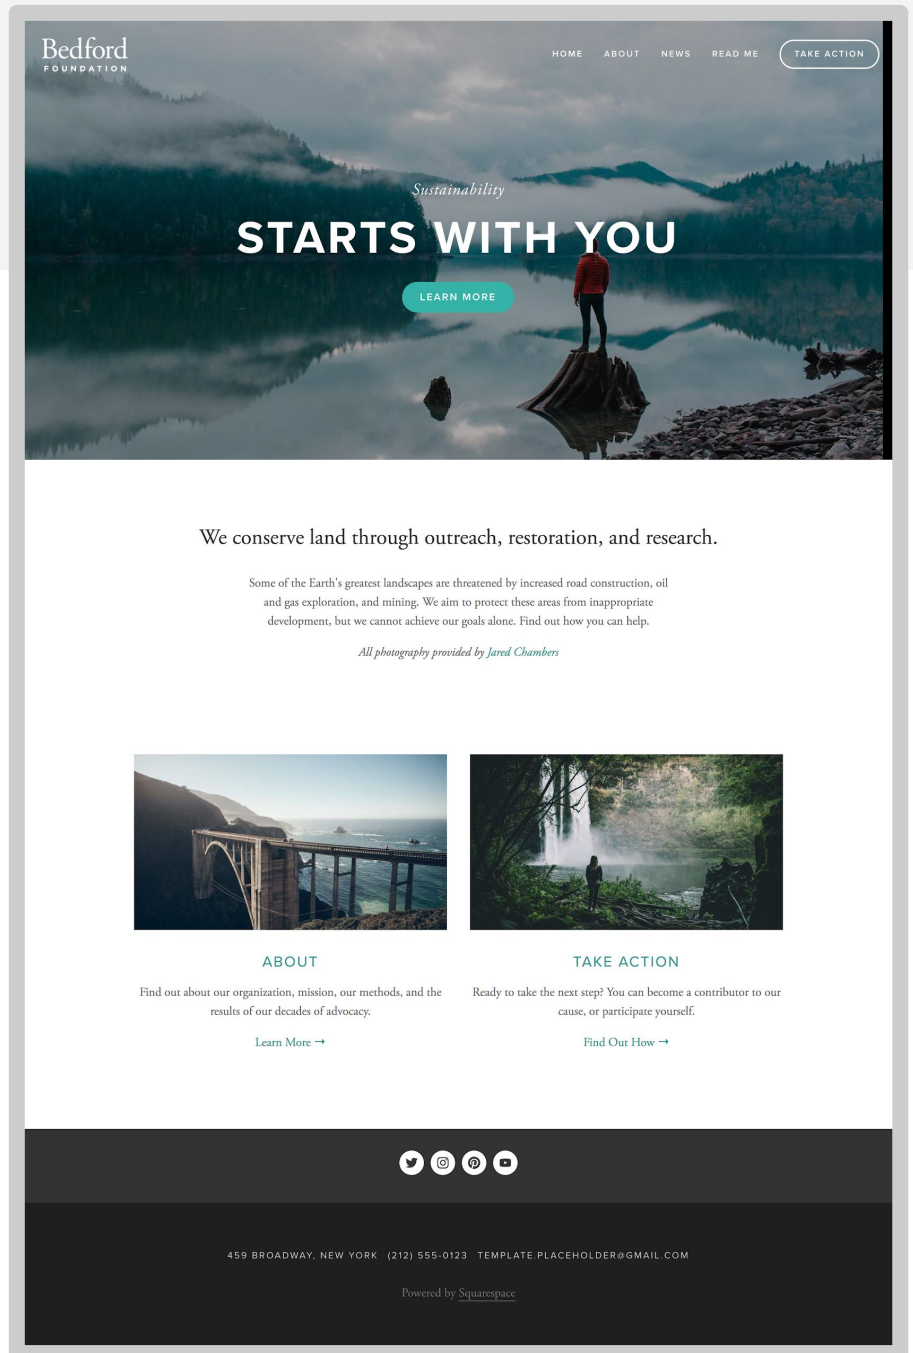 Bedford
FOUNDATION
HOME ABOUT NEWS READ ME TAKE ACTION
Sustainability
STARTS WITH YOU
LEARN MORE
We conserve land through outreach, restoration, and research.
Some of the Earth's greatest landscapes are threatened by increased road construction, oil
and gas exploration, and mining. We aim to protect these areas from inappropriate
development, but we cannot achieve our goals alone. Find out how you can help.
All photography provided by Jared Chambers
ABOUT
Find out about our organization, mission, our methods, and the
results of our decades of advocacy.
Learn More →
TAKE ACTION
Ready to take the next step? You can become a contributor to our
cause, or participate yourself.
Find Out How →
459 BROADWAY, NEW YORK (212) 555-0123 TEMPLATE.PLACEHOLDER@GMAIL.COM
Powered by Squarespace